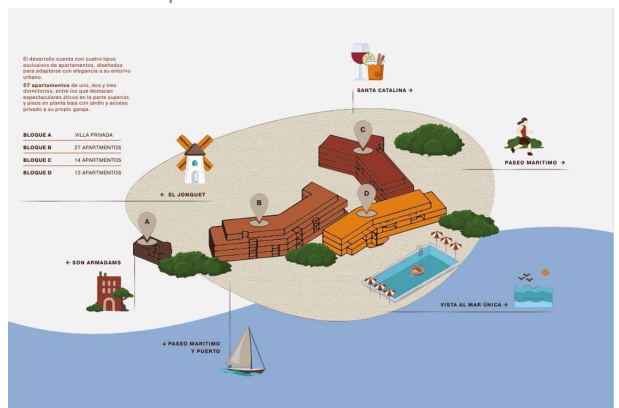 El desarrollo cuenta con cuatro tipos
exclusivos de apartamentos, diseñados
para adaptarse con elegancia a su entorno
urbano.
57 apartamentos de uno, dos y tres
dormitorios, entre los que destacan
espectaculares áticos en la parte superior,
y pisos en planta baja con jardín y acceso
privado a su propio garaje.
BLOQUE A VILLA PRIVADA
BLOQUE B 27 APARTMENTOS
BLOQUE C 14 APARTMENTOS
BLOQUE D 13 APARTMENTOS
SANTA CATALINA →
PASEO MARITIMO →
← EL JONQUET
C
B
D
A
← SON ARMADAMS
VISTA AL MAR ÚNICA →
↓ PASEO MARITIMO
Y PUERTO